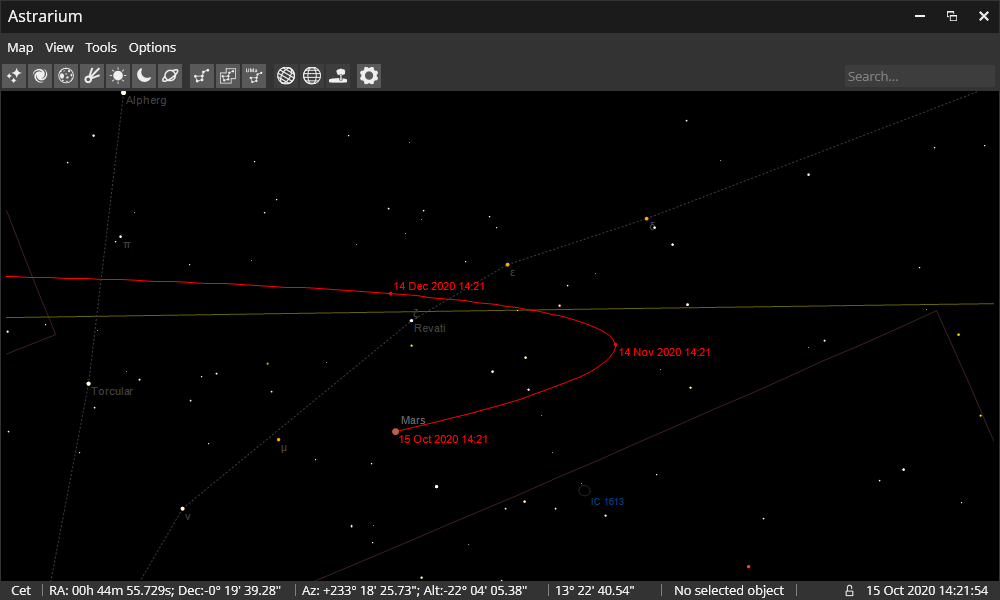 Astrarium
Map View Tools Options
UMa
Search...
Alpherg
π
δ
ε
14 Dec 2020 14:21
ζ
Revati
14 Nov 2020 14:21
Torcular
Mars
15 Oct 2020 14:21
μ
IC 1613
ν
Cet RA: 00h 44m 55.729s; Dec:-0° 19' 39.28" Az: +233° 18' 25.73"; Alt:-22° 04' 05.38" 13° 22' 40.54" No selected object 15 Oct 2020 14:21:54